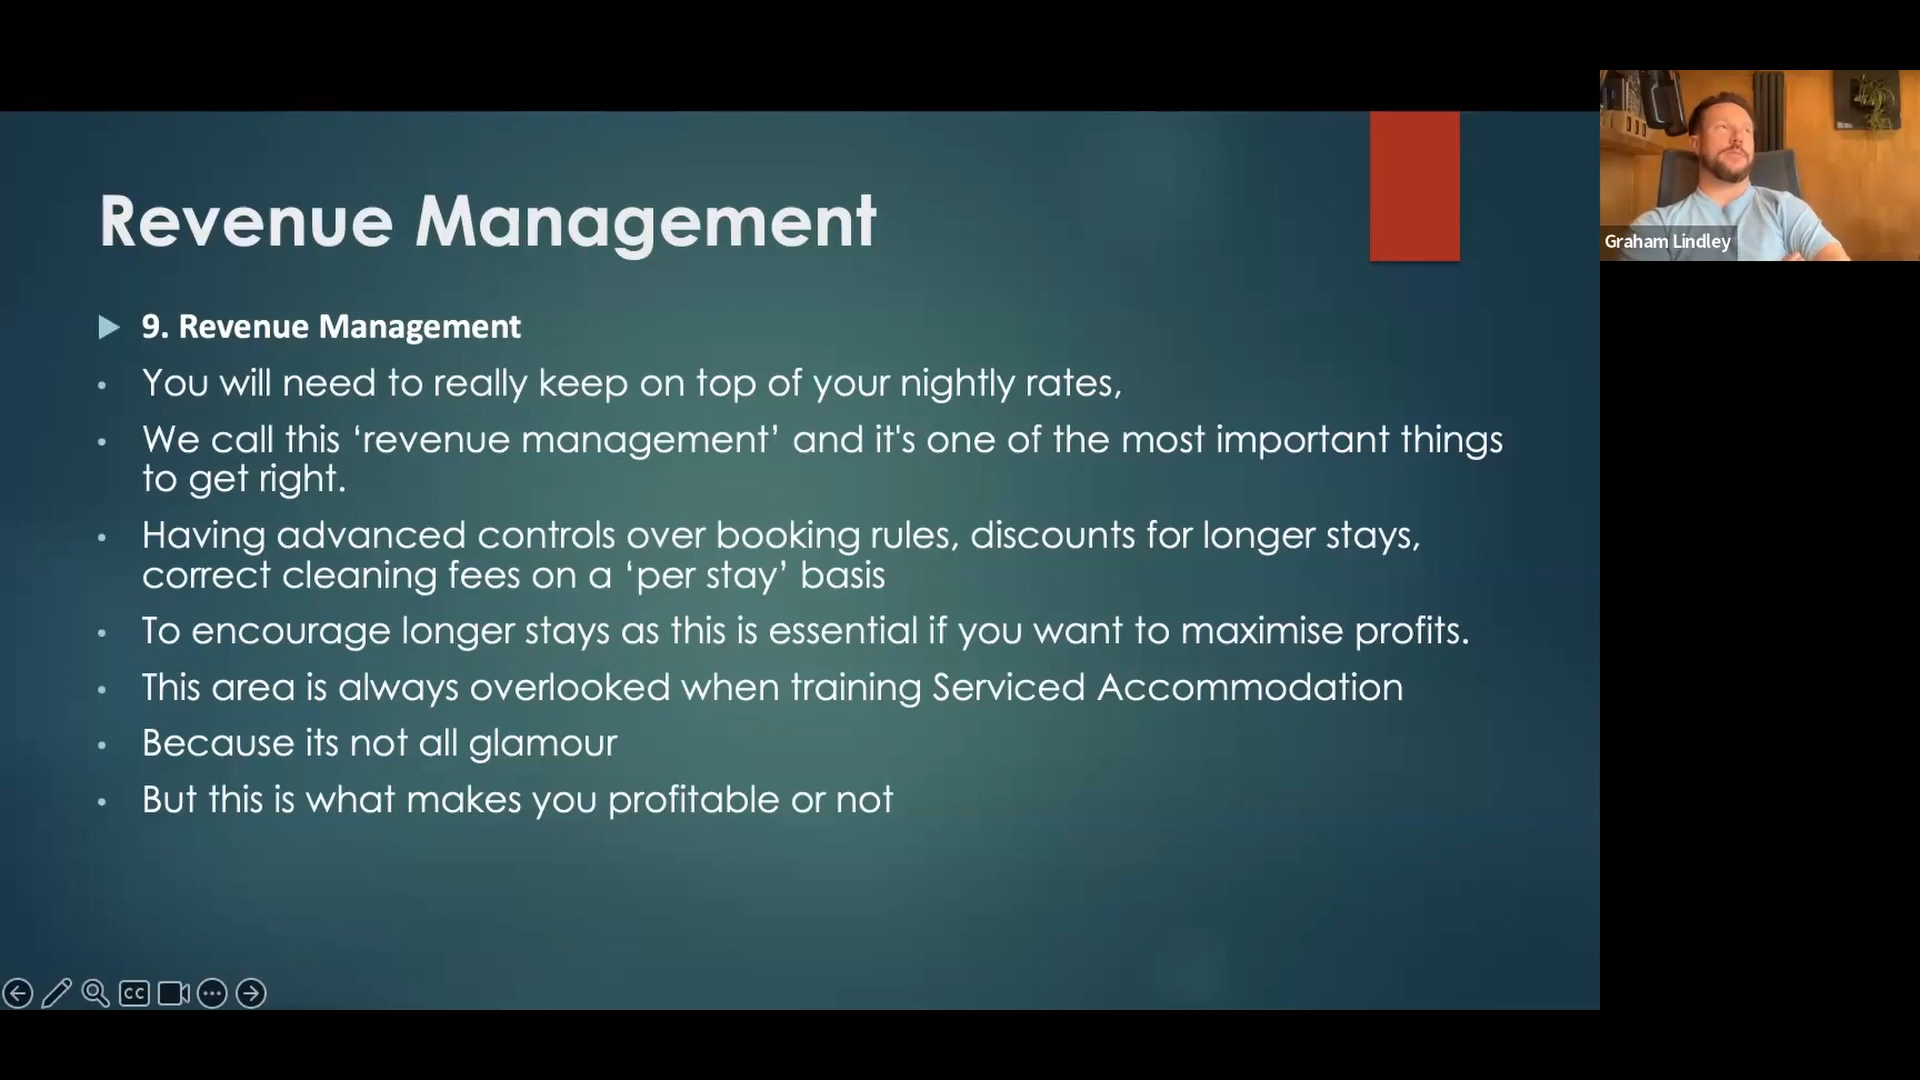 Revenue Management
9. Revenue Management
You will need to really keep on top of your nightly rates,
We call this ‘revenue management’ and it's one of the most important things
to get right.
Having advanced controls over booking rules, discounts for longer stays,
correct cleaning fees on a ‘per stay’ basis
To encourage longer stays as this is essential if you want to maximise profits.
This area is always overlooked when training Serviced Accommodation
Because its not all glamour
But this is what makes you profitable or not
CC
Graham Lindley